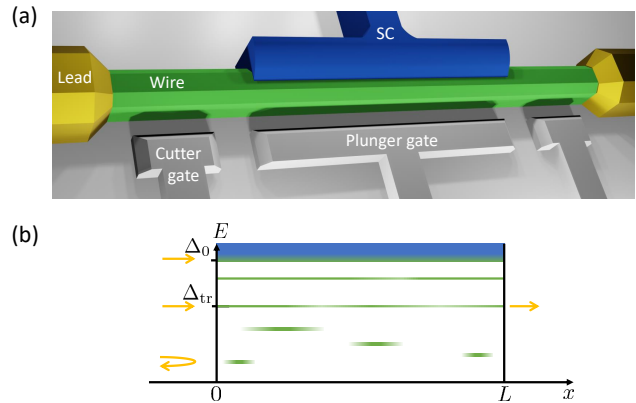 (a)
SC
Lead
Wire
Plunger gate
Cutter
gate
(b)
E
Δ₀
Δtr
0
L
x